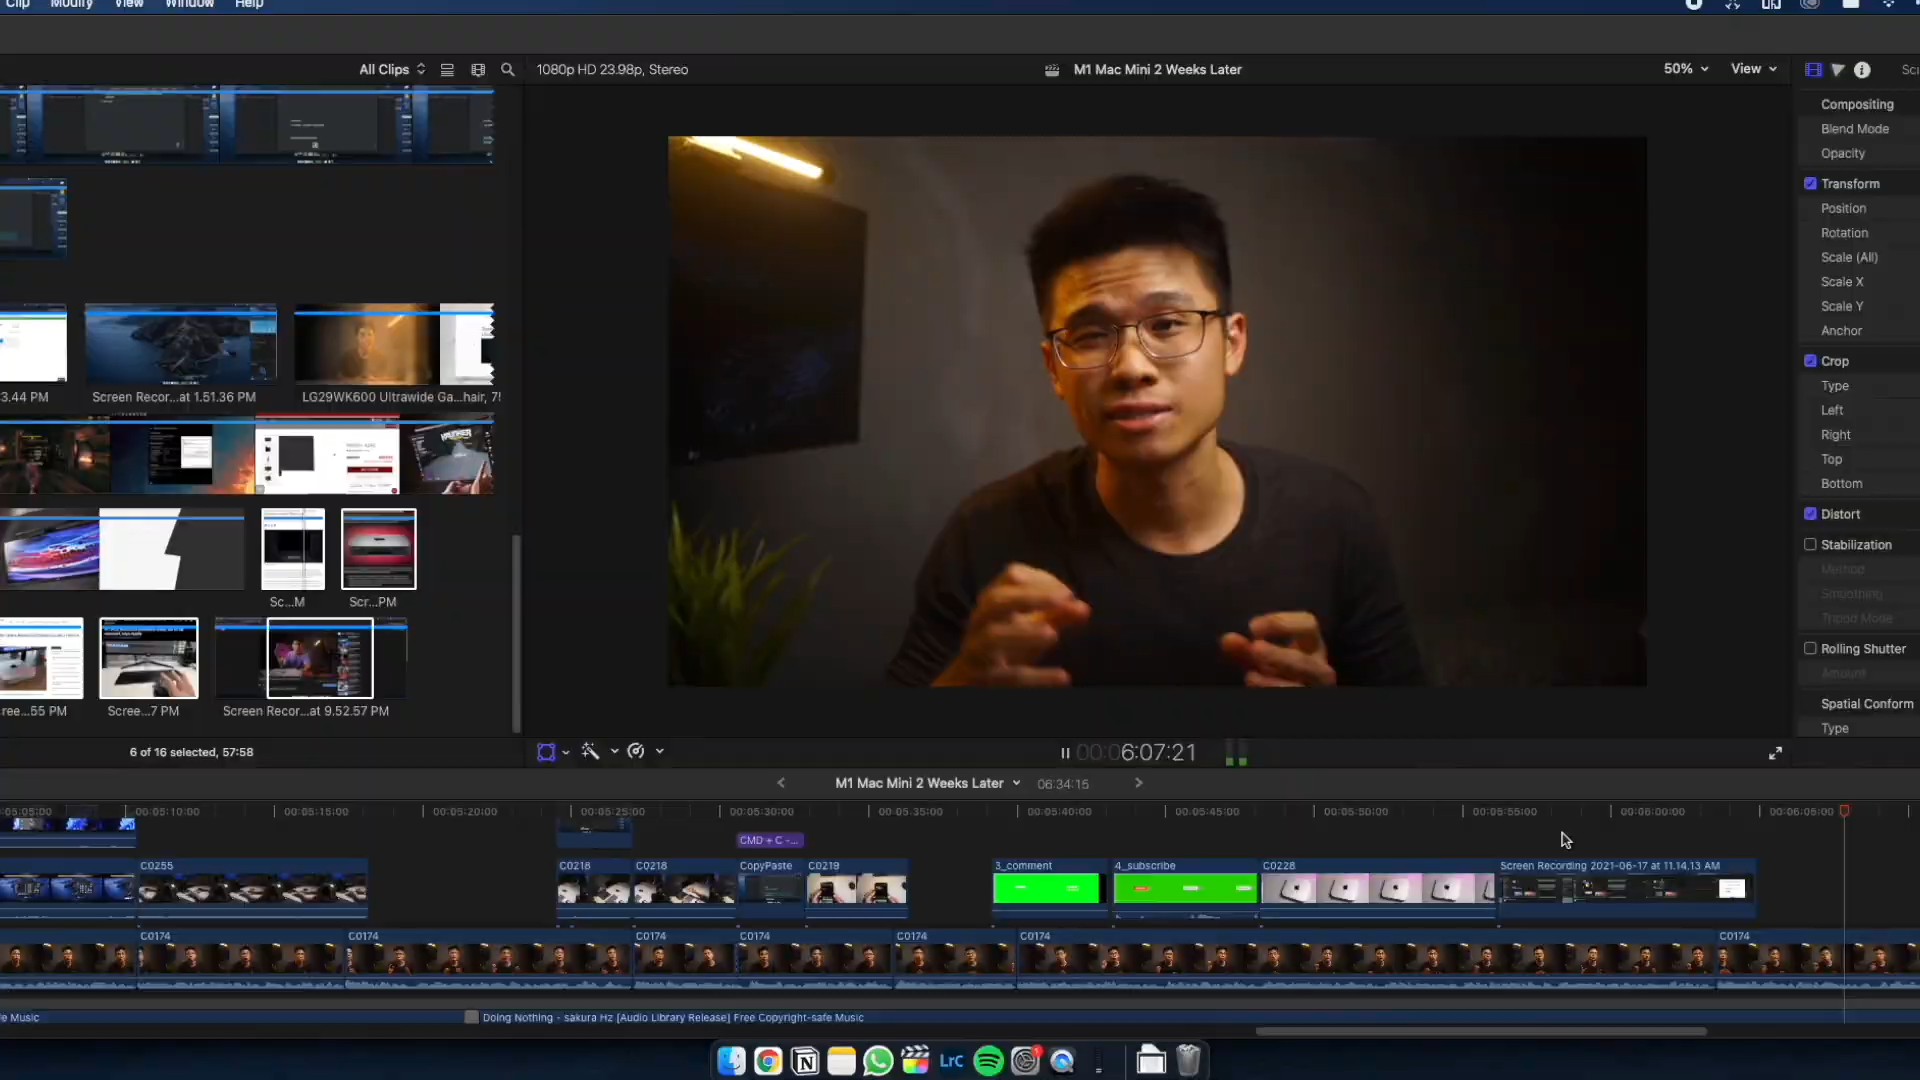 Clip Modify View Window Help
All Clips
1080p HD 23.98p, Stereo
M1 Mac Mini 2 Weeks Later
50%
View
Compositing
Blend Mode
Opacity
Transform
Position
Rotation
Scale (All)
Scale X
Scale Y
Anchor
Crop
Type
Left
Right
Top
Bottom
Distort
Stabilization
Method
Smoothing
Tripod Mode
Rolling Shutter
Amount
Spatial Conform
Type
3.44 PM
Screen Recor...at 1.51.36 PM
LG29WK600 Ultrawide Ga...hair, 7!
Sc...M
Scr...PM
ree...55 PM
Scree...7 PM
Screen Recor...at 9.52.57 PM
6 of 16 selected, 57:58
00:006:07:21
M1 Mac Mini 2 Weeks Later
06:34:15
0:05:05:00 00:05:10:00 00:05:15:00 00:05:20:00 00:05:25:00 00:05:30:00 00:05:35:00 00:05:40:00 00:05:45:00 00:05:50:00 00:05:55:00 00:06:00:00 00:06:05:00
CMD + C -...
C0255 C0218 C0218 CopyPaste C0219 3_comment 4_subscribe C0228 Screen Recording 2021-06-17 at 11.14.13 AM
C0174 C0174 C0174 C0174 C0174 C0174 C0174
e Music
Doing Nothing - sakura Hz [Audio Library Release] Free Copyright-safe Music
LrC
1